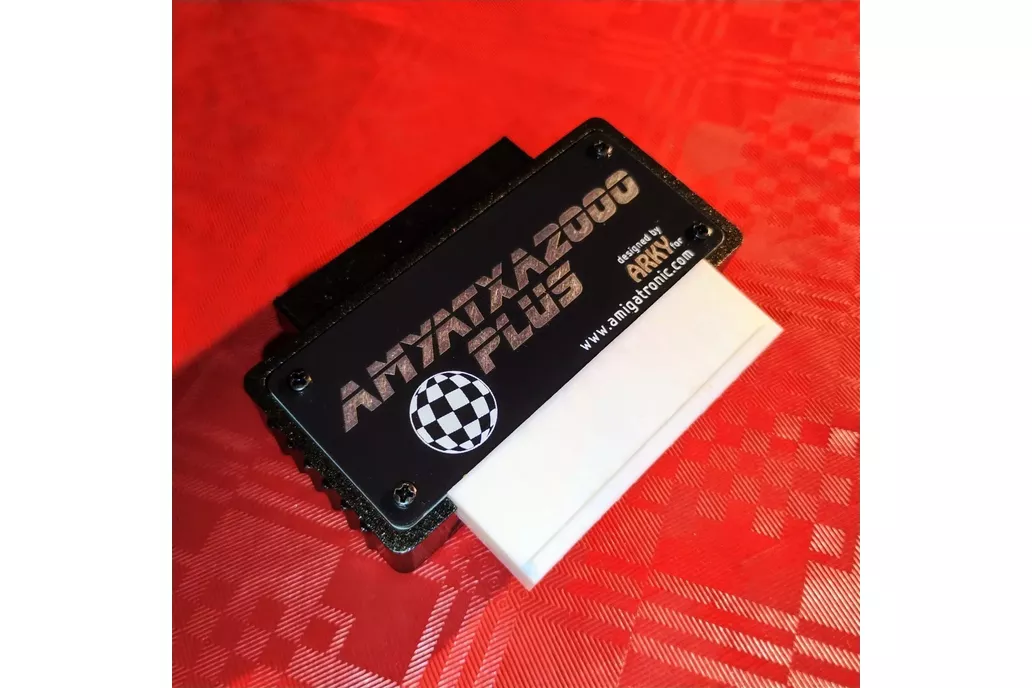 AMYATXA2000
PLUS
designed by
ARKY for
www.amigatronic.com